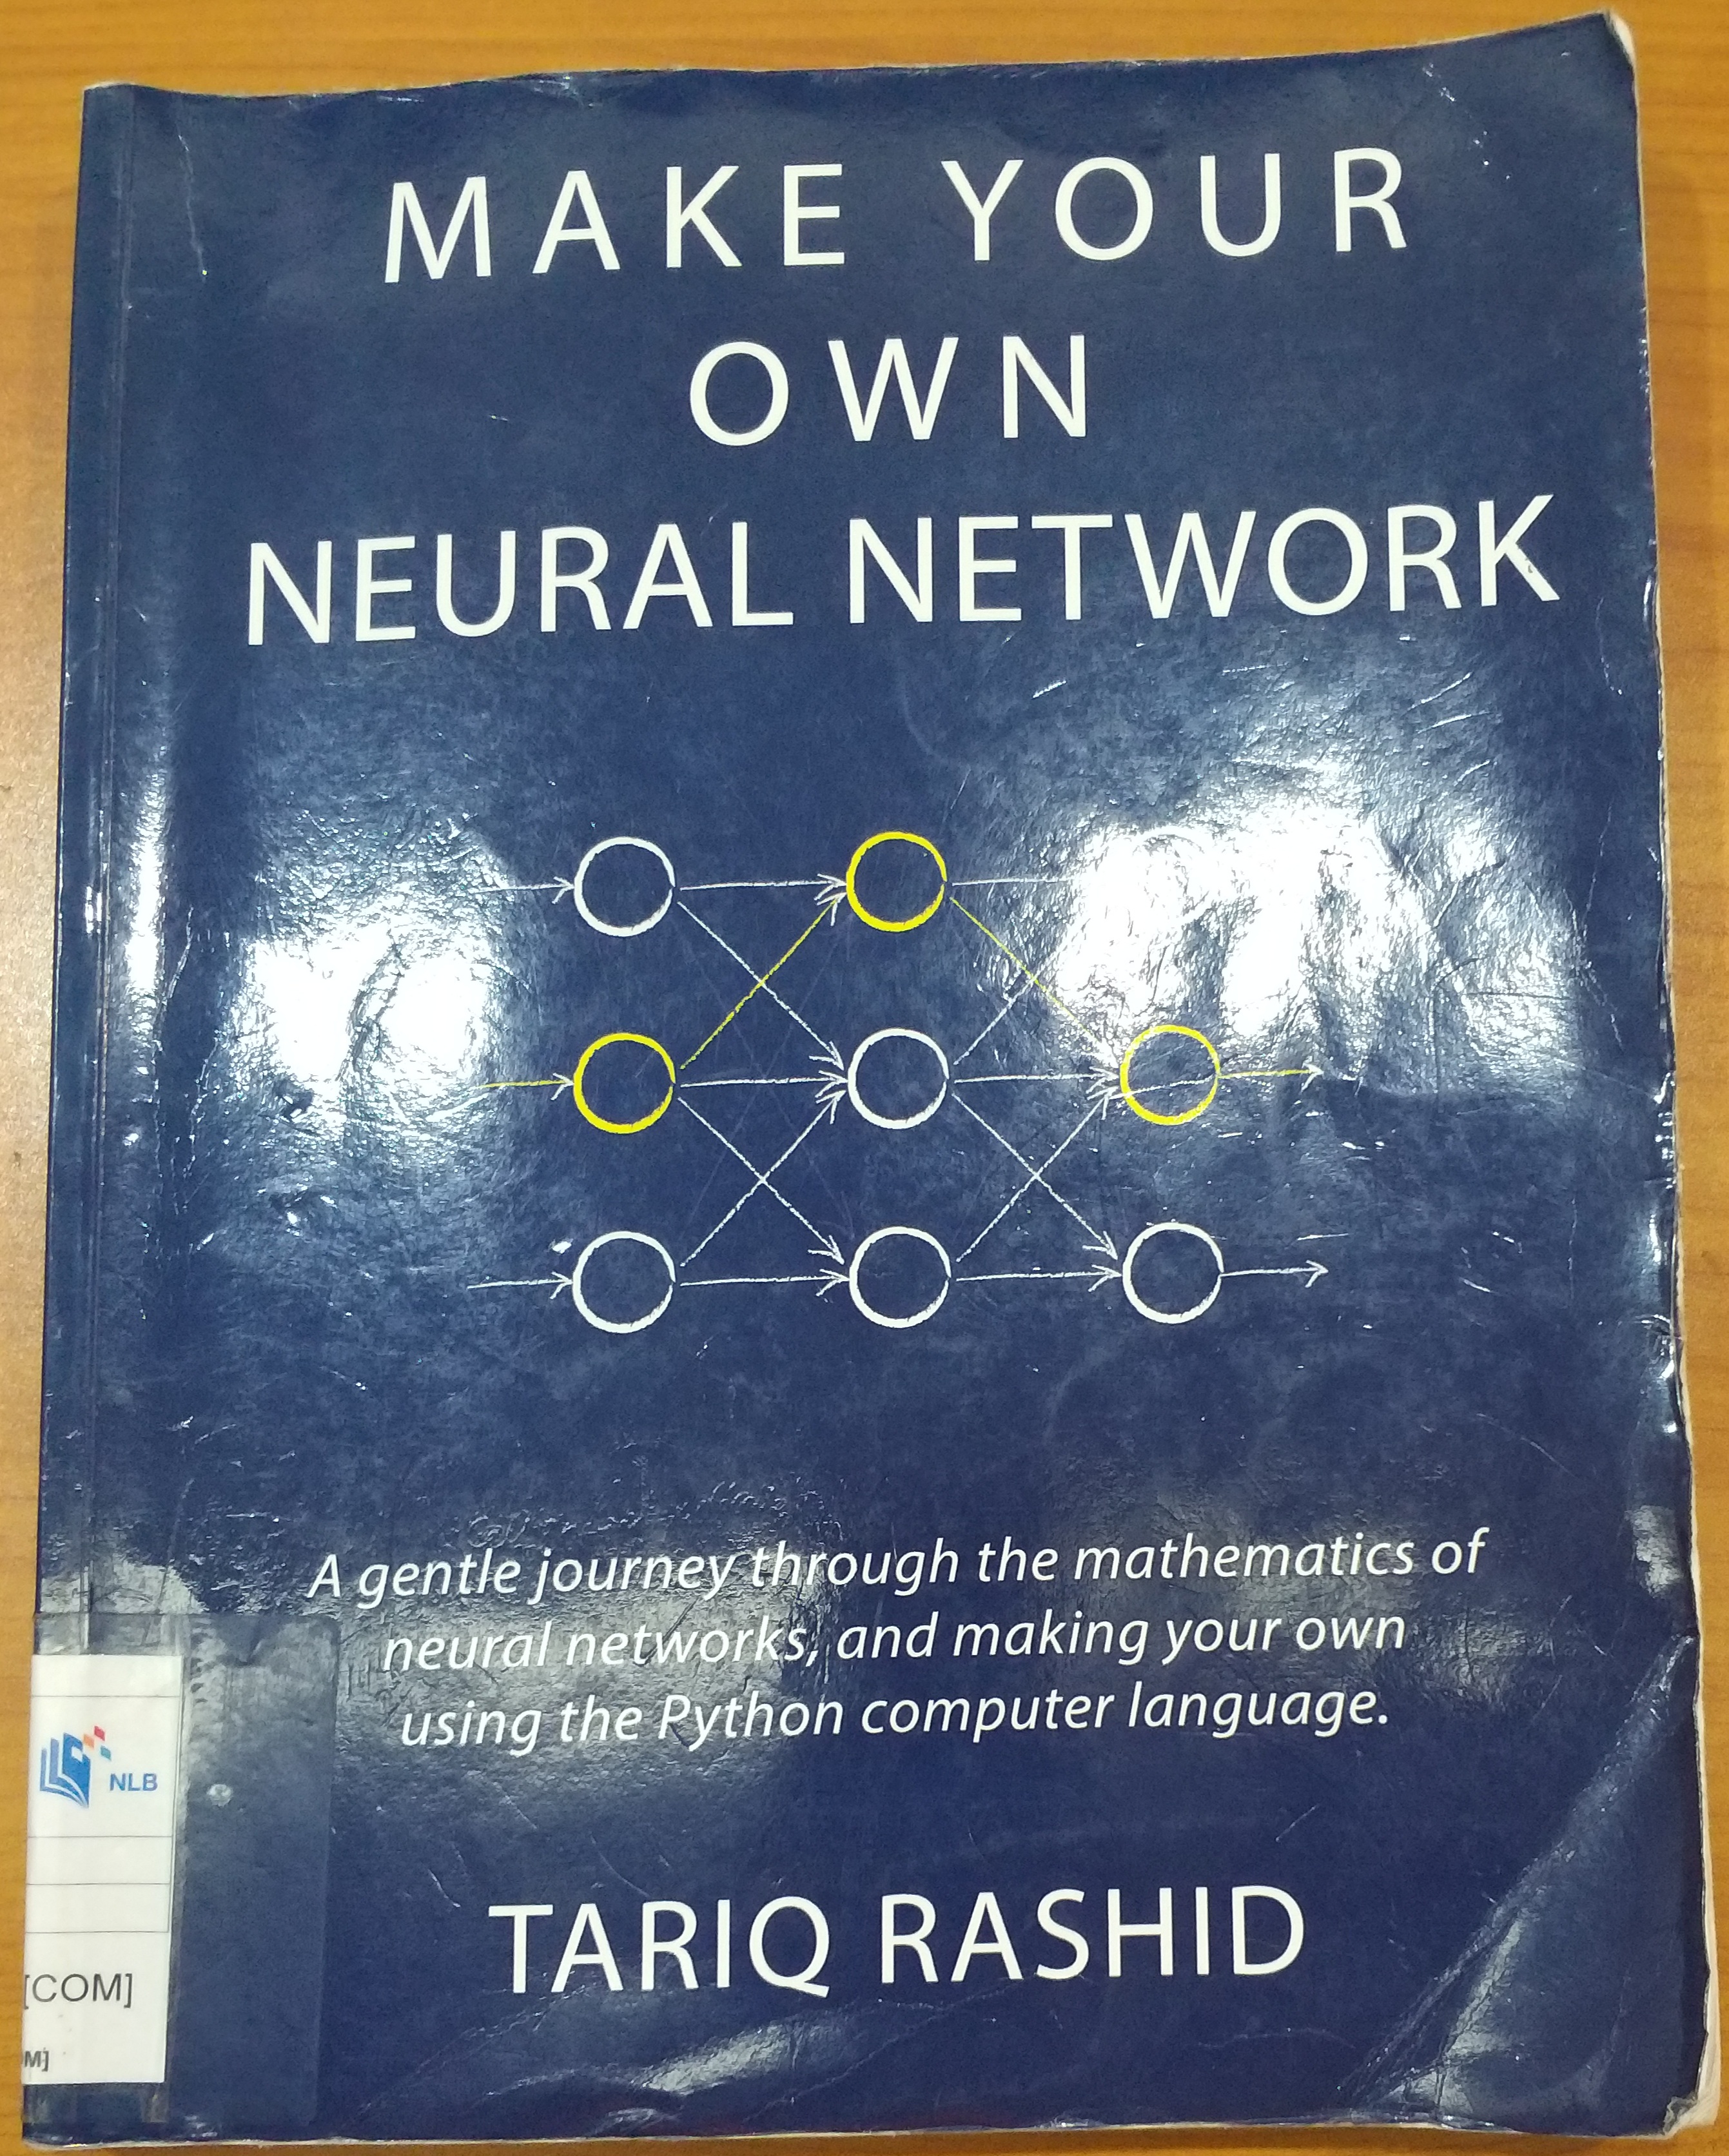 MAKE YOUR
OWN
NEURAL NETWORK
A gentle journey through the mathematics of
neural networks, and making your own
using the Python computer language.
NLB
TARIQ RASHID
[COM]
M]